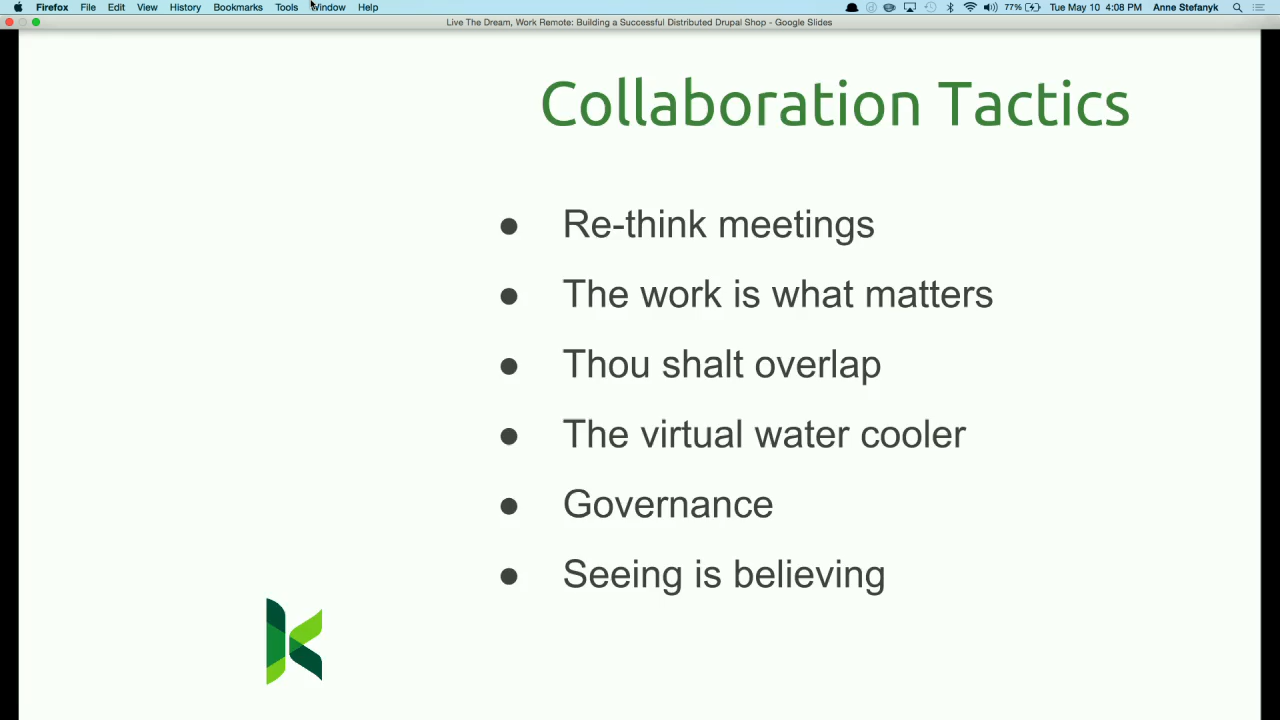 Firefox File Edit View History Bookmarks Tools Window Help 77% Tue May 10 4:08 PM Anne Stefanyk
Live The Dream, Work Remote: Building a Successful Distributed Drupal Shop - Google Slides
Collaboration Tactics
● Re-think meetings
● The work is what matters
● Thou shalt overlap
● The virtual water cooler
● Governance
● Seeing is believing